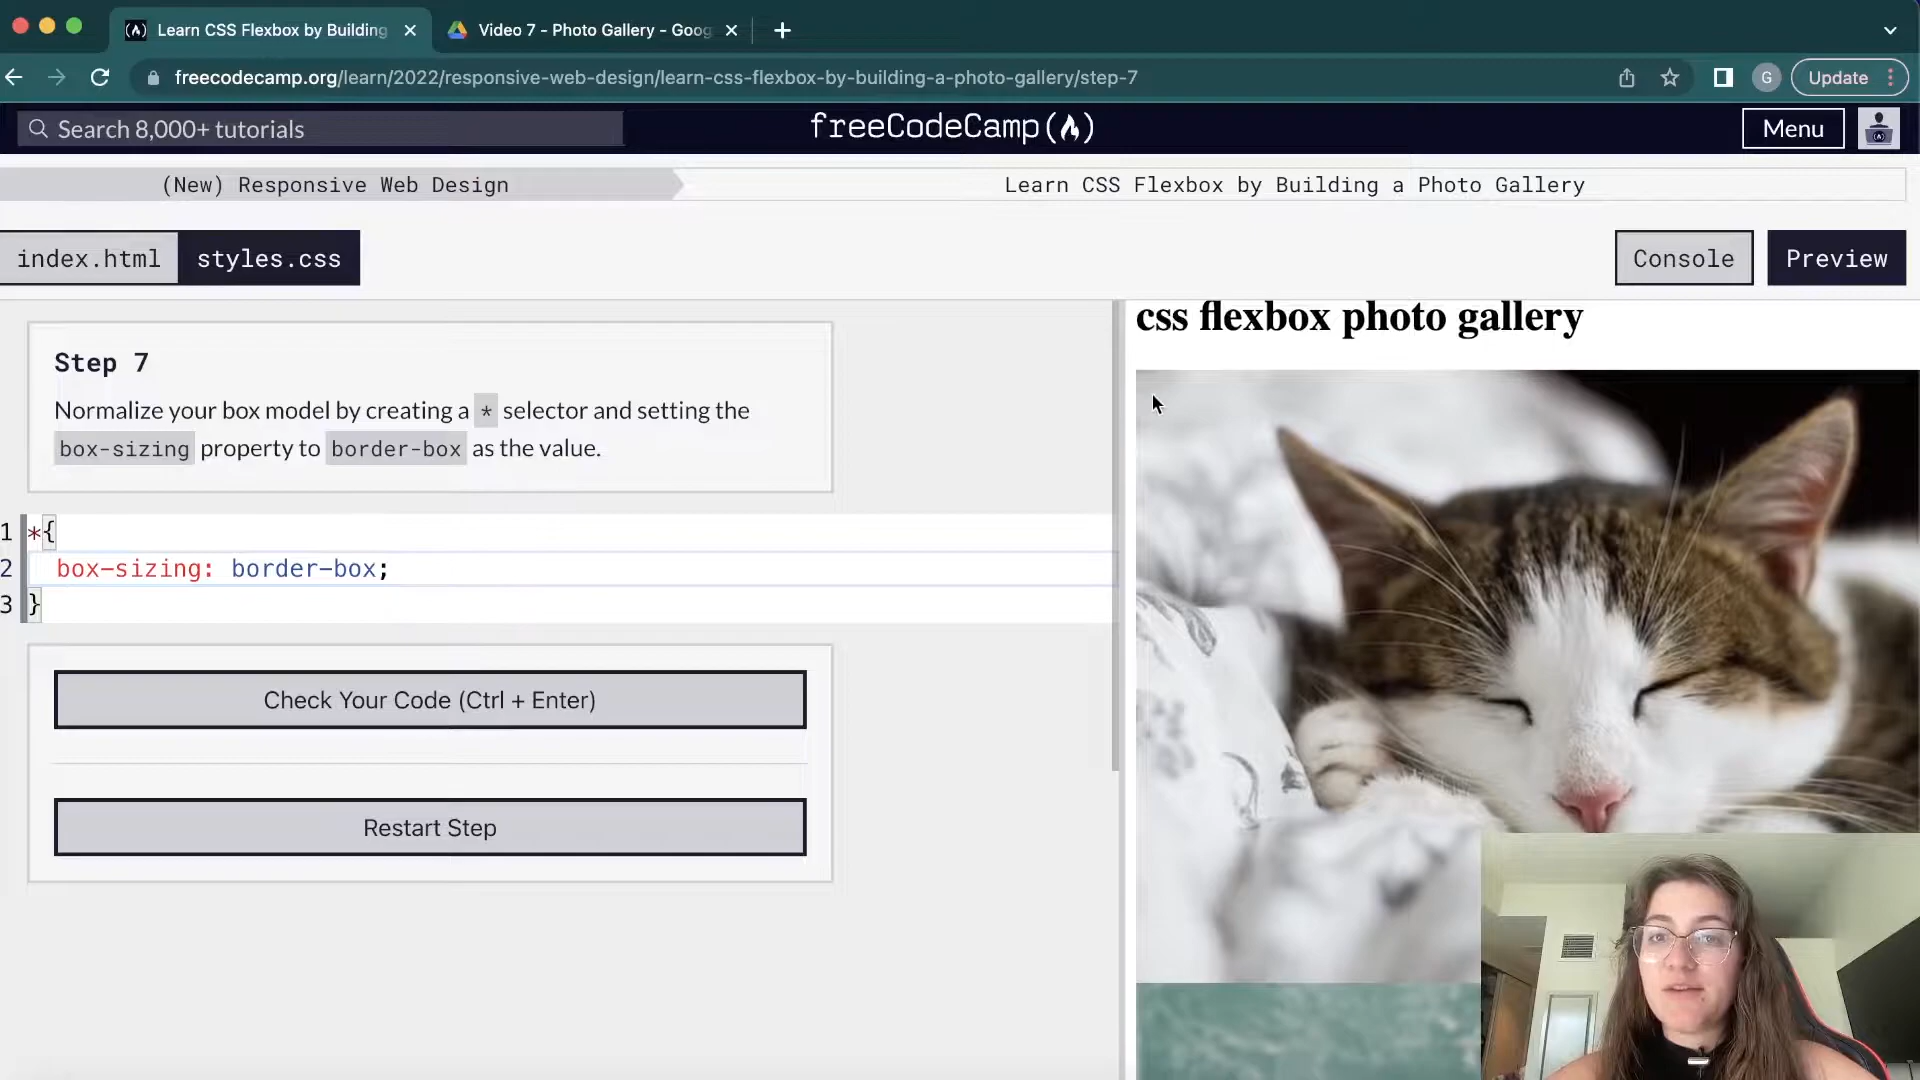 Learn CSS Flexbox by Building
Video 7 - Photo Gallery - Goog
freecodecamp.org/learn/2022/responsive-web-design/learn-css-flexbox-by-building-a-photo-gallery/step-7
G
Update
Search 8,000+ tutorials
freeCodeCamp
Menu
(New) Responsive Web Design
Learn CSS Flexbox by Building a Photo Gallery
index.html
styles.css
Console
Preview
Step 7
Normalize your box model by creating a * selector and setting the
box-sizing property to border-box as the value.
1 *{
2 box-sizing: border-box;
3 }
Check Your Code (Ctrl + Enter)
Restart Step
css flexbox photo gallery